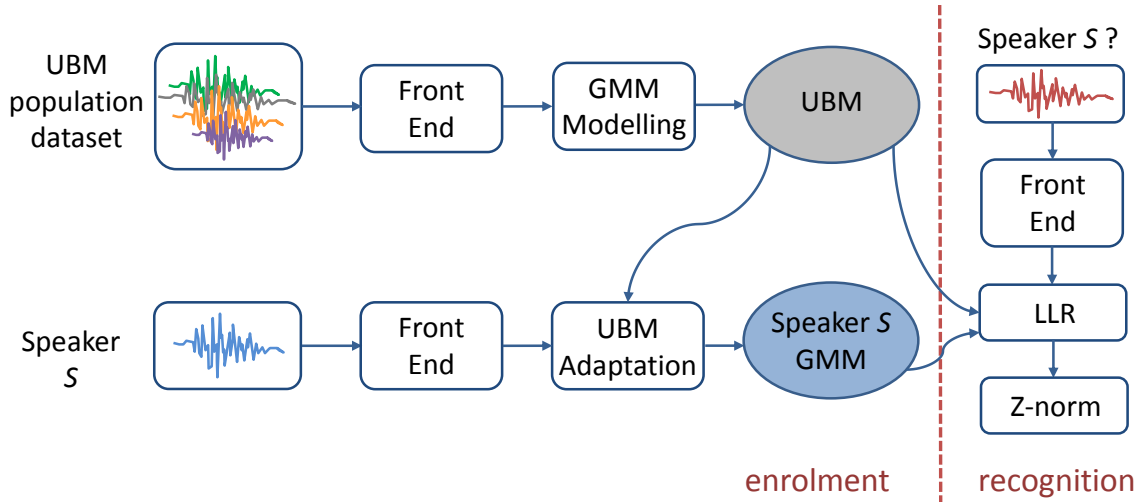 UBM
population
dataset
Front
End
GMM
Modelling
UBM
Speaker S ?
Front
End
Speaker
S
Front
End
UBM
Adaptation
Speaker S
GMM
LLR
Z-norm
enrolment
recognition